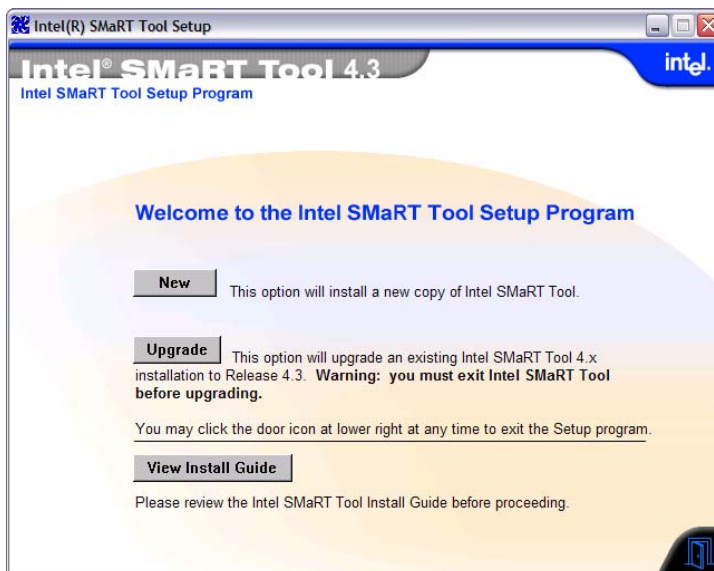 Intel(R) SMaRT Tool Setup
Intel® SMaRT Tool 4.3
intel.
Intel SMaRT Tool Setup Program
Welcome to the Intel SMaRT Tool Setup Program
New This option will install a new copy of Intel SMaRT Tool.
Upgrade This option will upgrade an existing Intel SMaRT Tool 4.x
installation to Release 4.3. Warning: you must exit Intel SMaRT Tool
before upgrading.
You may click the door icon at lower right at any time to exit the Setup program.
View Install Guide
Please review the Intel SMaRT Tool Install Guide before proceeding.